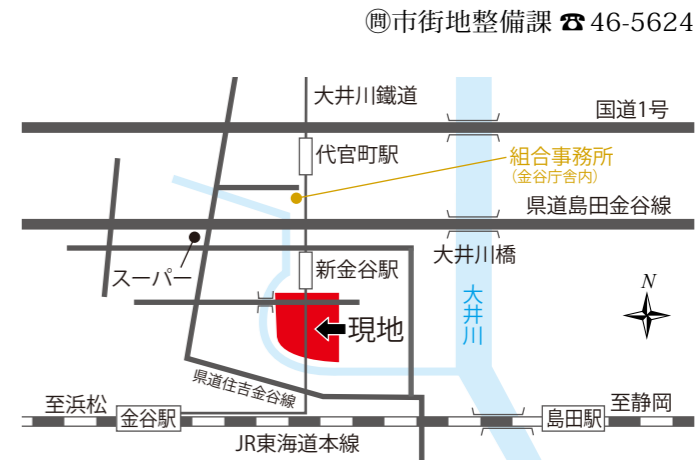 ㉄市街地整備課 ☎ 46-5624
大井川鐵道
国道1号
代官町駅
組合事務所
(金谷庁舎内)
県道島田金谷線
大井川橋
スーパー
新金谷駅
大井川
N
現地
県道住吉金谷線
至浜松
金谷駅
島田駅
至静岡
JR東海道本線